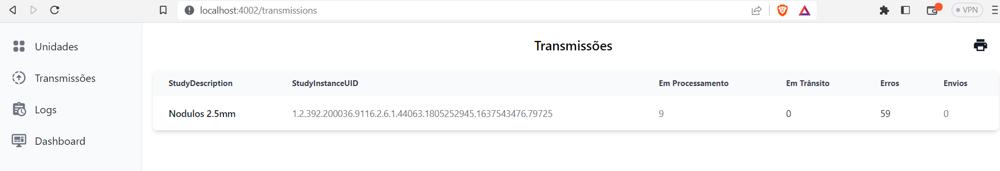 localhost:4002/transmissions
VPN
Unidades
Transmissões
Logs
Dashboard
Transmissões
StudyDescription StudyInstanceUID Em Processamento Em Trânsito Erros Envios
Nodulos 2.5mm 1.2.392.200036.9116.2.6.1.44063.1805252945.1637543476.79725 9 0 59 0